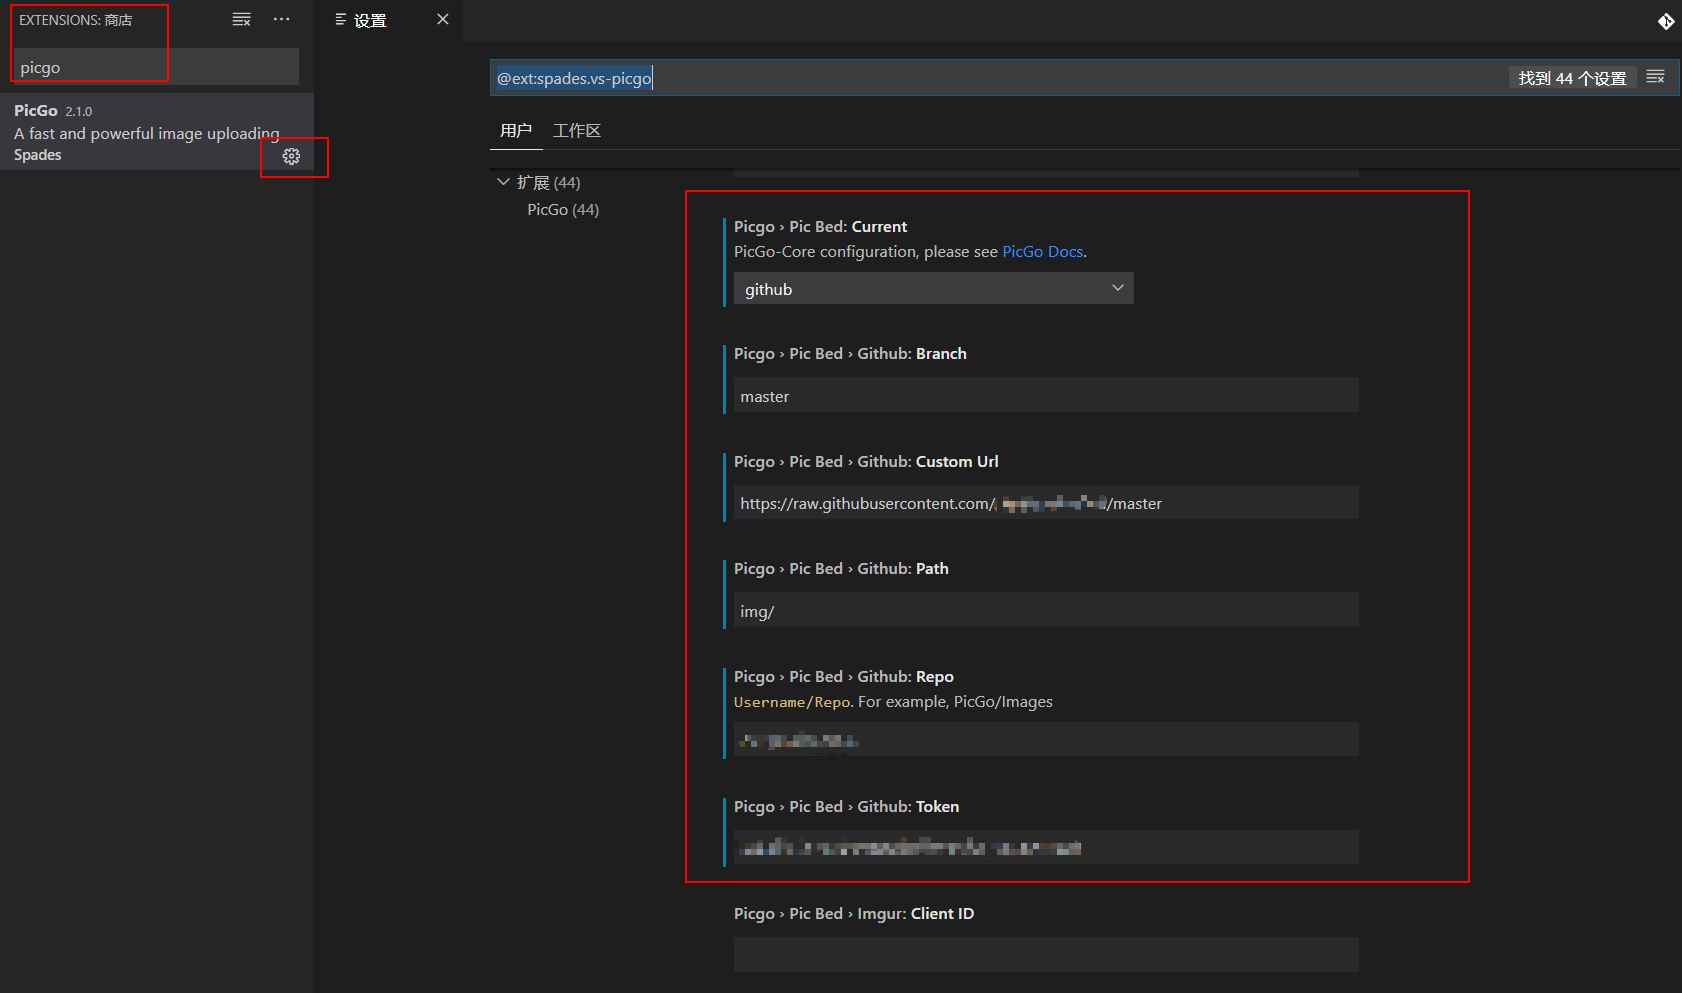 EXTENSIONS: 商店
picgo
PicGo 2.1.0
A fast and powerful image uploading
Spades
设置
@ext:spades.vs-picgo
找到 44 个设置
用户 工作区
扩展 (44)
PicGo (44)
Picgo › Pic Bed: Current
PicGo-Core configuration, please see PicGo Docs.
github
Picgo › Pic Bed › Github: Branch
master
Picgo › Pic Bed › Github: Custom Url
https://raw.githubusercontent.com/ /master
Picgo › Pic Bed › Github: Path
img/
Picgo › Pic Bed › Github: Repo
Username/Repo. For example, PicGo/Images
Picgo › Pic Bed › Github: Token
Picgo › Pic Bed › Imgur: Client ID